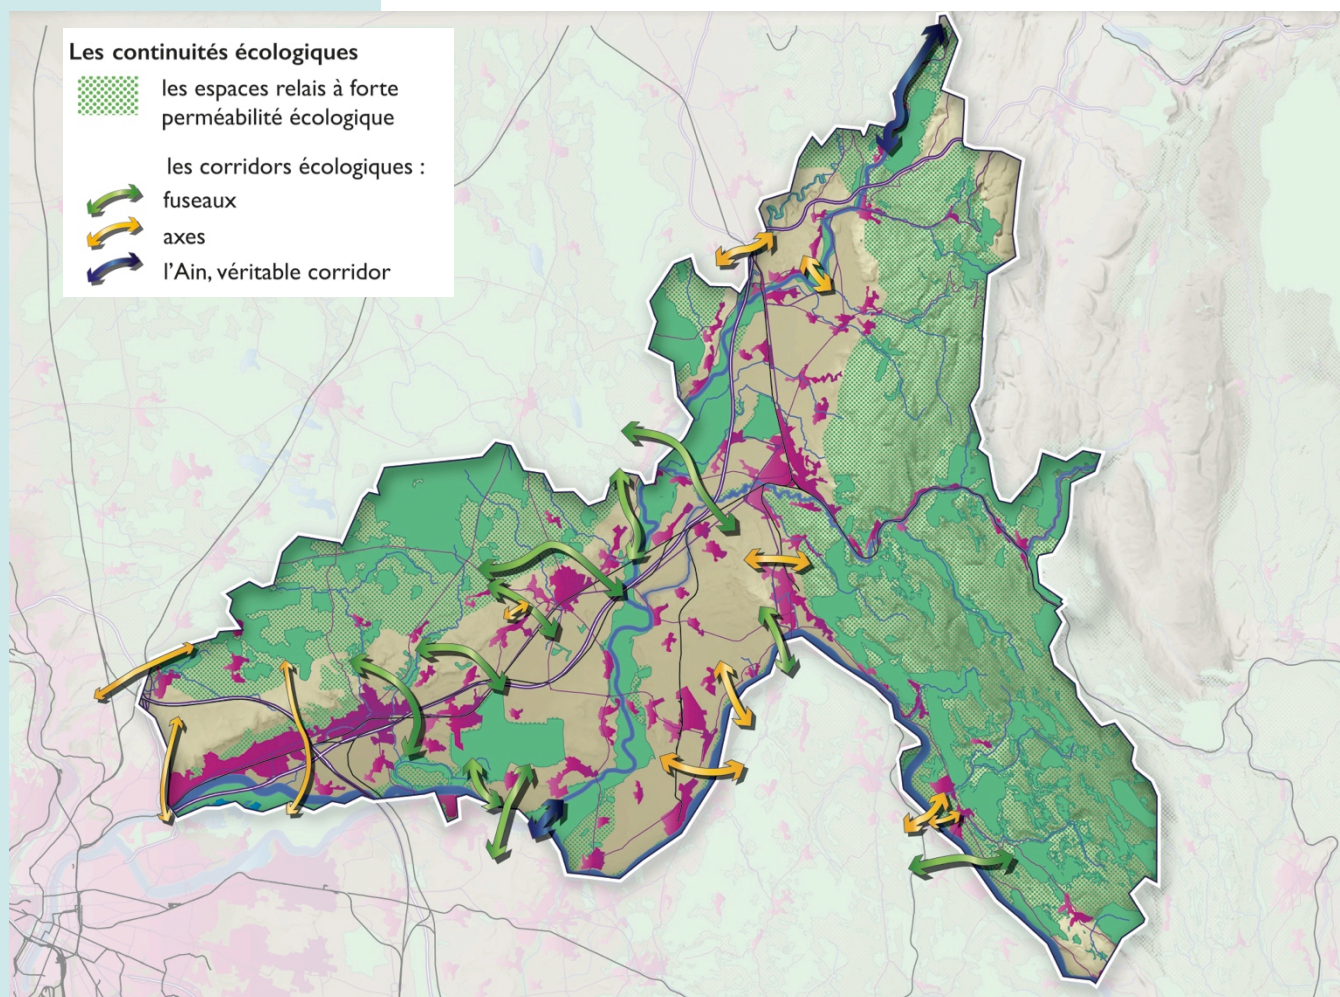 Les continuités écologiques
les espaces relais à forte
perméabilité écologique
les corridors écologiques :
fuseaux
axes
l'Ain, véritable corridor